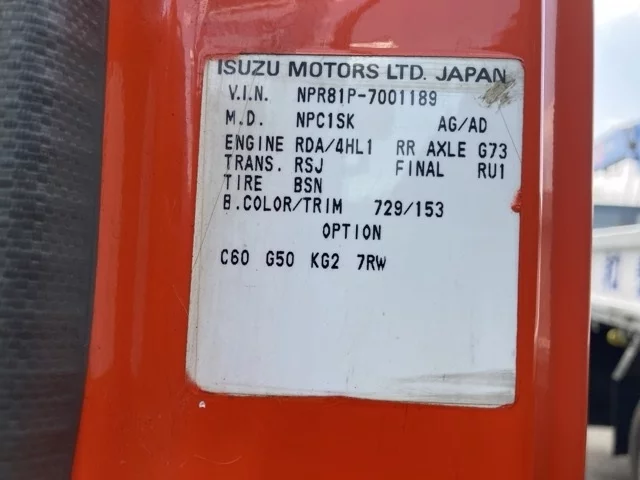 ISUZU MOTORS LTD. JAPAN
V.I.N. NPR81P-7001189
M.D. NPC1SK AG/AD
ENGINE RDA/4HL1 RR AXLE G73
TRANS. RSJ FINAL RU1
TIRE BSN
B.COLOR/TRIM 729/153
OPTION
C60 G50 KG2 7RW